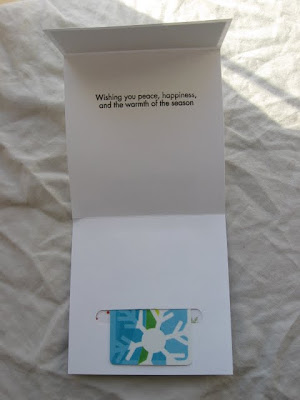 Wishing you peace, happiness,
and the warmth of the season